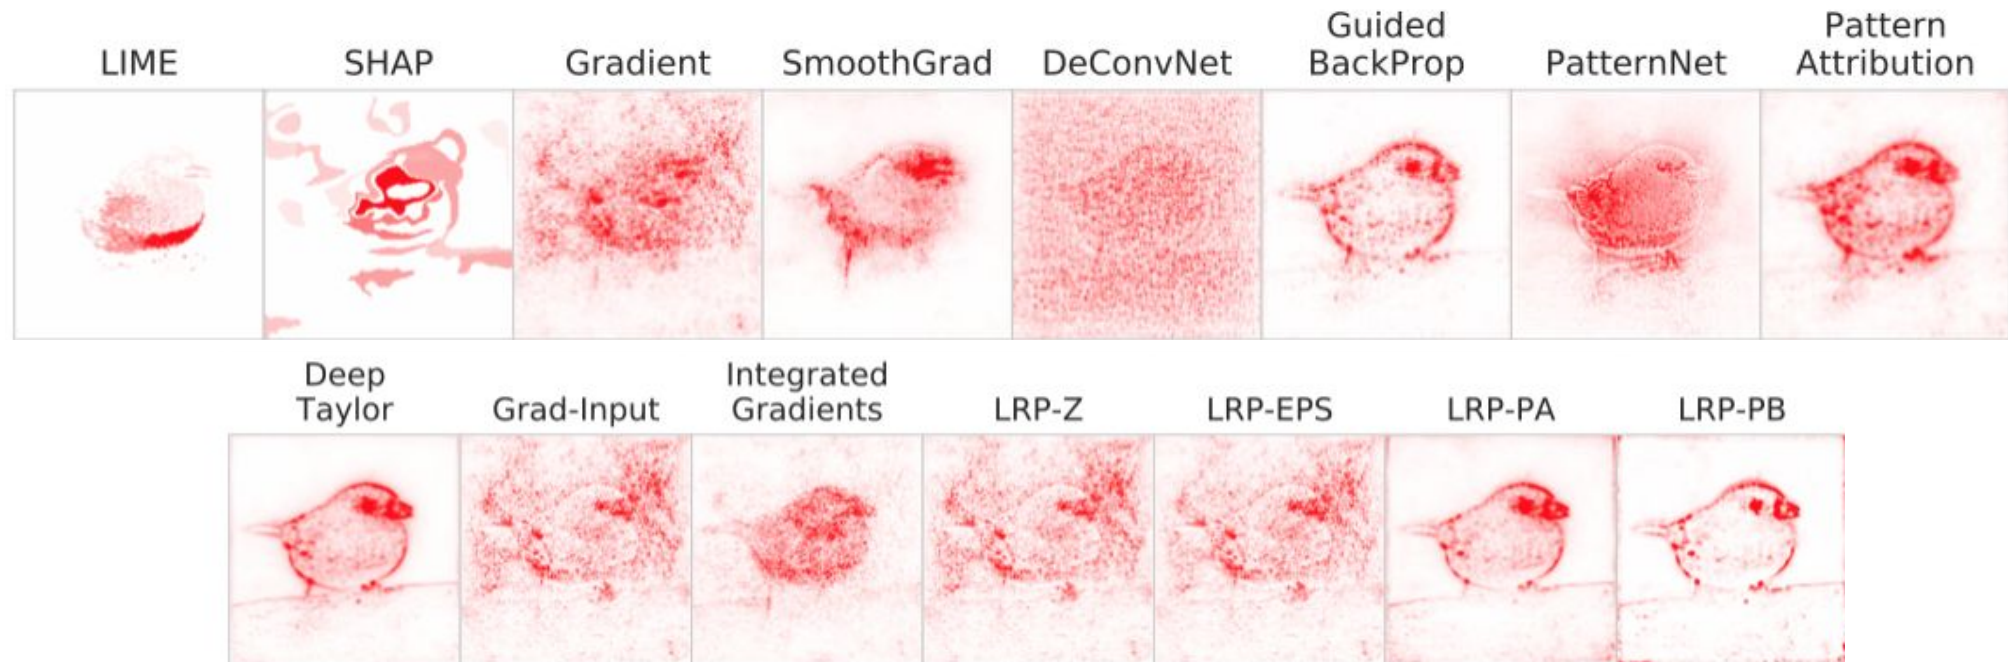 LIME
SHAP
Gradient
SmoothGrad
DeConvNet
Guided
BackProp
PatternNet
Pattern
Attribution
Deep
Taylor
Grad-Input
Integrated
Gradients
LRP-Z
LRP-EPS
LRP-PA
LRP-PB